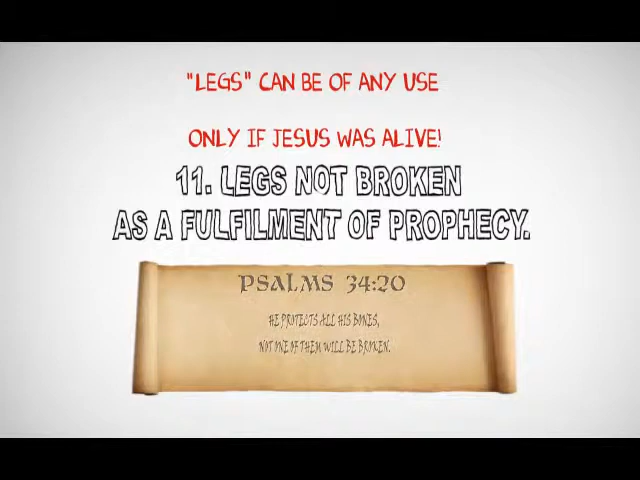 "LEGS" CAN BE OF ANY USE
ONLY IF JESUS WAS ALIVE!
11. LEGS NOT BROKEN
AS A FULFILMENT OF PROPHECY.
PSALMS 34:20
HE PROTECTS ALL HIS BONES,
NOT ONE OF THEM WILL BE BROKEN.